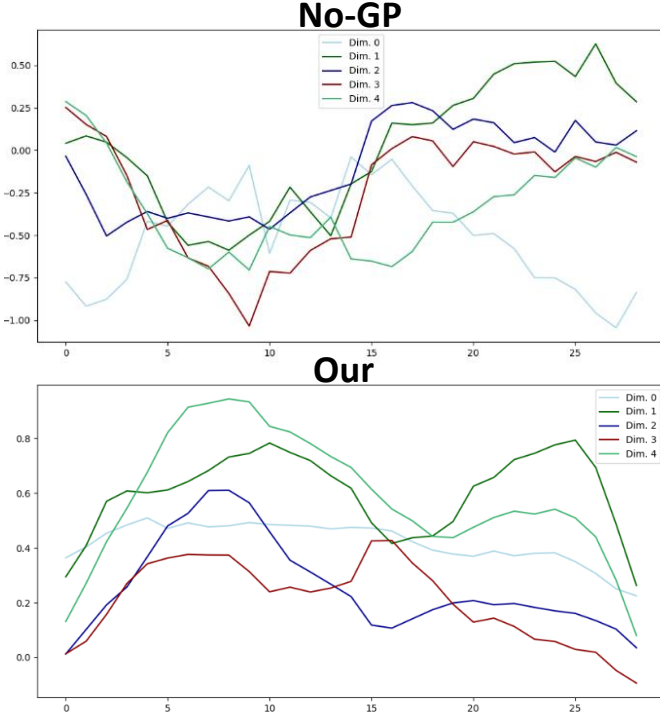 No-GP
Dim. 0
Dim. 1
Dim. 2
Dim. 3
Dim. 4
0.50
0.25
0.00
−0.25
−0.50
−0.75
−1.00
0 5 10 15 20 25
Our
Dim. 0
Dim. 1
Dim. 2
Dim. 3
Dim. 4
0.8
0.6
0.4
0.2
0.0
0 5 10 15 20 25